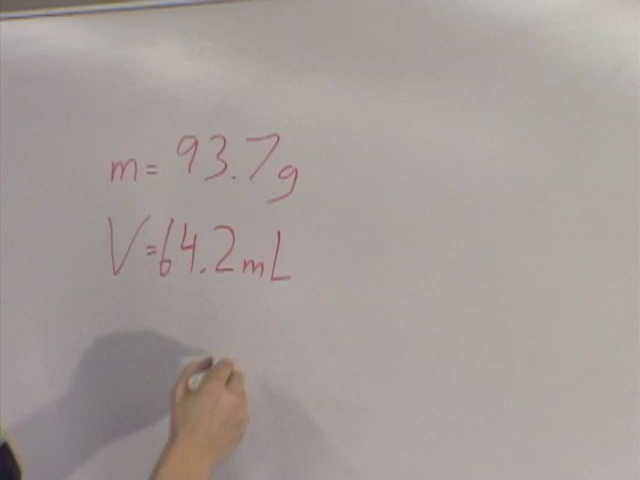 m = 93.7g
V = 64.2mL